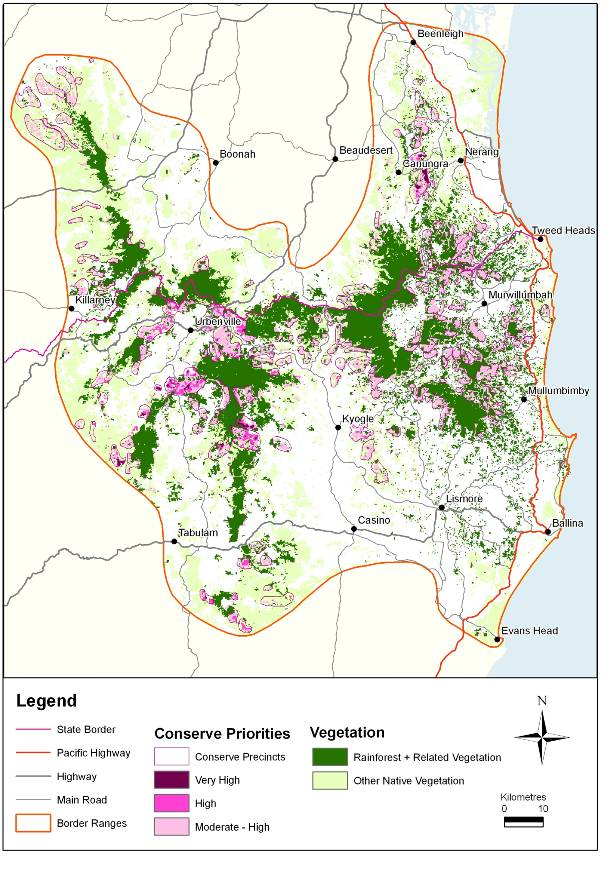 Beenleigh
Boonah
Beaudesert
Canungra
Nerang
Tweed Heads
Killarney
Murwillumbah
Urbenville
Mullumbimby
Kyogle
Lismore
Casino
Tabulam
Ballina
Evans Head
Legend
State Border
Pacific Highway
Highway
Main Road
Border Ranges
Conserve Priorities
Conserve Precincts
Very High
High
Moderate - High
Vegetation
Rainforest + Related Vegetation
Other Native Vegetation
N
Kilometres
0 10